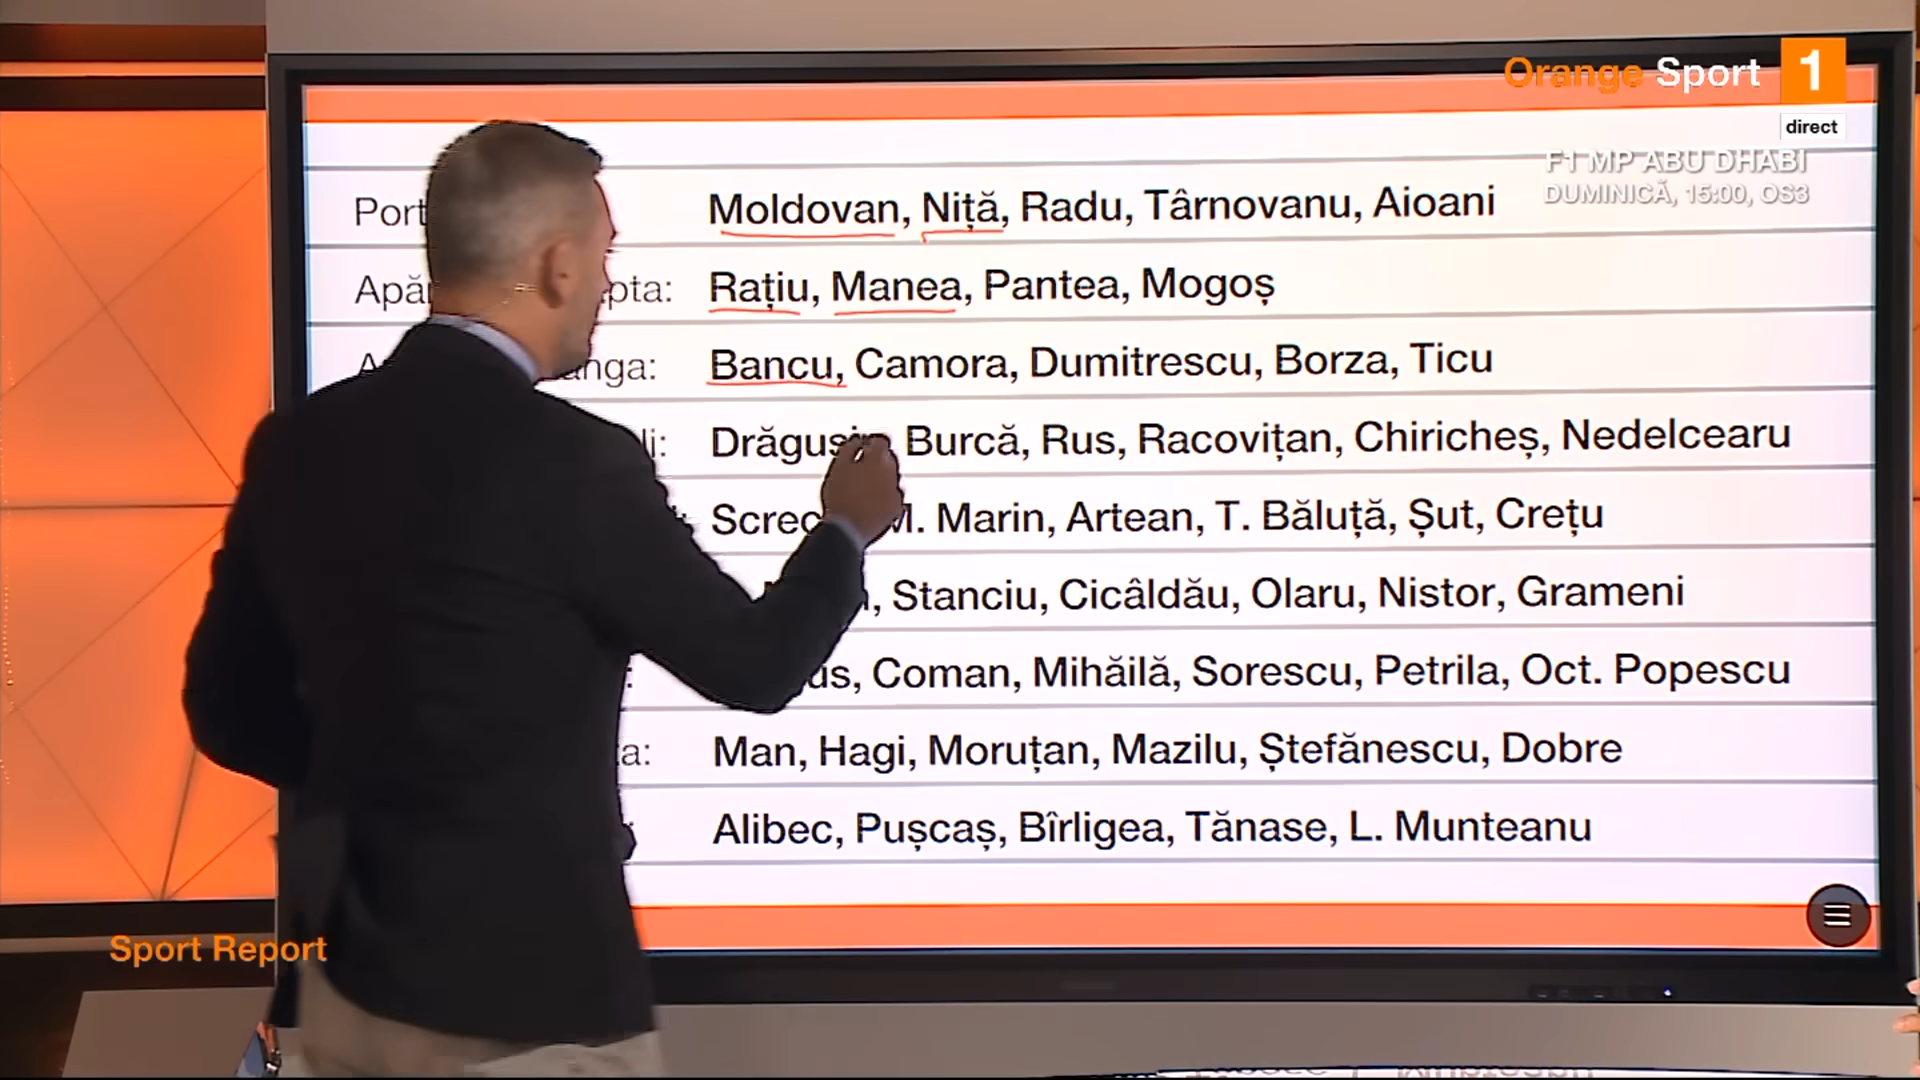 Orange Sport 1
direct
F1 MP ABU DHABI
DUMINICĂ, 15:00, OS3
Port Moldovan, Niță, Radu, Târnovanu, Aioani
Apă pta: Rațiu, Manea, Pantea, Mogoș
A nga: Bancu, Camora, Dumitrescu, Borza, Ticu
li: Drăgușin Burcă, Rus, Racovițan, Chiricheș, Nedelcearu
Screc M. Marin, Artean, T. Băluță, Șut, Crețu
Stanciu, Cicâldău, Olaru, Nistor, Grameni
us, Coman, Mihăilă, Sorescu, Petrila, Oct. Popescu
a: Man, Hagi, Moruțan, Mazilu, Ștefănescu, Dobre
Alibec, Pușcaș, Bîrligea, Tănase, L. Munteanu
Sport Report